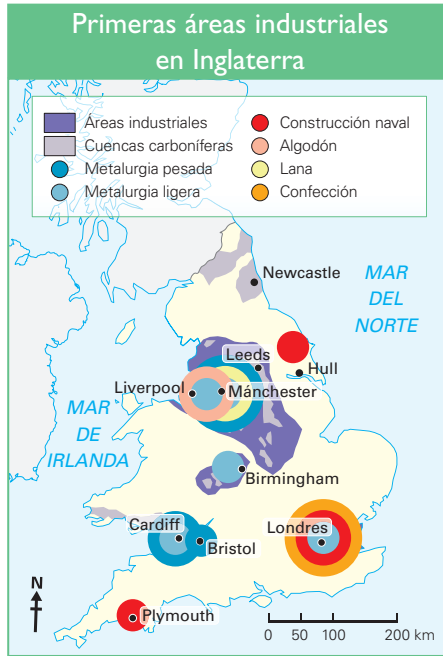 Primeras áreas industriales
en Inglaterra
Áreas industriales
Cuencas carboníferas
Metalurgia pesada
Metalurgia ligera
Construcción naval
Algodón
Lana
Confección
Newcastle
MAR
DEL
NORTE
Leeds
Hull
Liverpool
Mánchester
MAR
DE
IRLANDA
Birmingham
Cardiff
Bristol
Londres
N
Plymouth
0 50 100 200 km